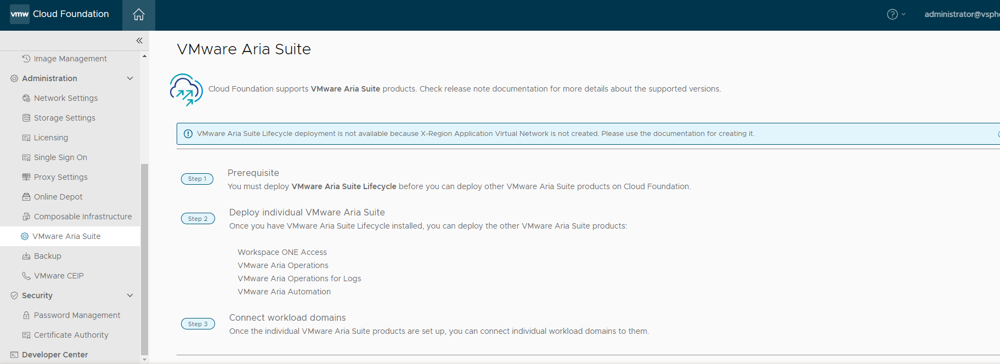 vmw Cloud Foundation
administrator@vsph
Image Management
Administration
Network Settings
Storage Settings
Licensing
Single Sign On
Proxy Settings
Online Depot
Composable Infrastructure
VMware Aria Suite
Backup
VMware CEIP
Security
Password Management
Certificate Authority
Developer Center
VMware Aria Suite
Cloud Foundation supports VMware Aria Suite products. Check release note documentation for more details about the supported versions.
VMware Aria Suite Lifecycle deployment is not available because X-Region Application Virtual Network is not created. Please use the documentation for creating it.
Step 1
Prerequisite
You must deploy VMware Aria Suite Lifecycle before you can deploy other VMware Aria Suite products on Cloud Foundation.
Step 2
Deploy individual VMware Aria Suite
Once you have VMware Aria Suite Lifecycle installed, you can deploy the other VMware Aria Suite products:
Workspace ONE Access
VMware Aria Operations
VMware Aria Operations for Logs
VMware Aria Automation
Step 3
Connect workload domains
Once the individual VMware Aria Suite products are set up, you can connect individual workload domains to them.